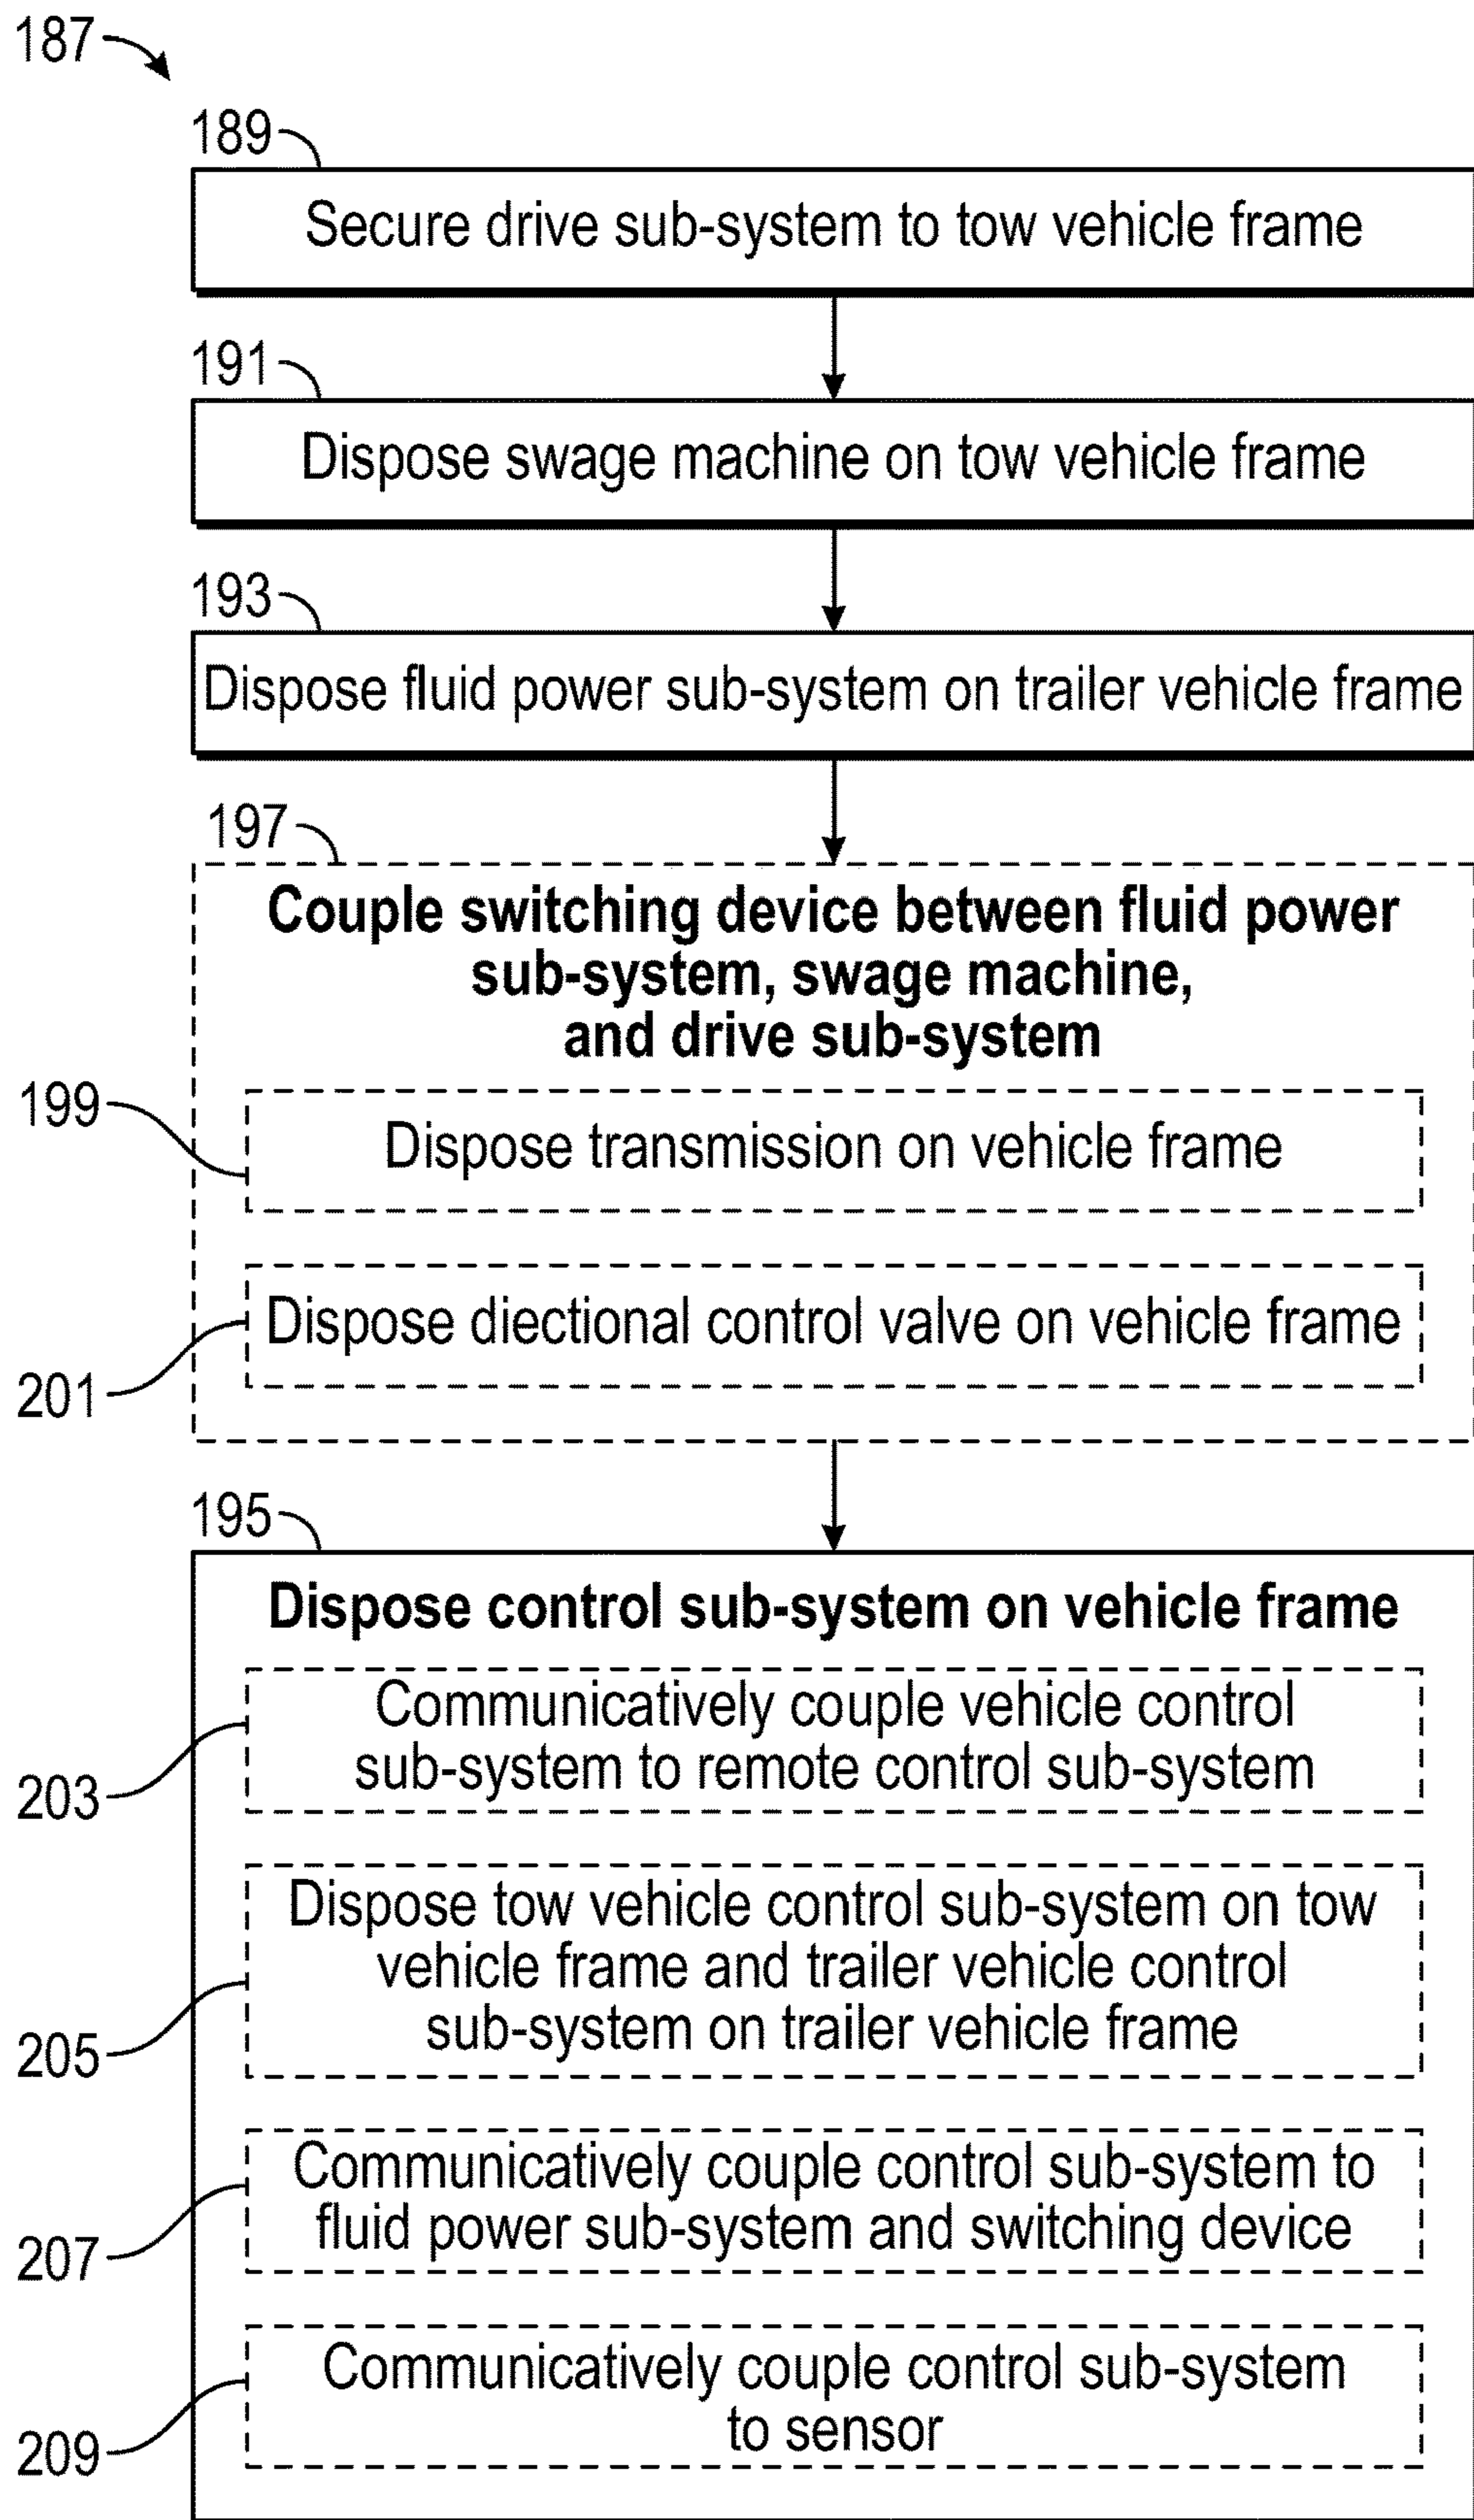 187
189
Secure drive sub-system to tow vehicle frame
191
Dispose swage machine on tow vehicle frame
193
Dispose fluid power sub-system on trailer vehicle frame
197
Couple switching device between fluid power
sub-system, swage machine,
and drive sub-system
199
Dispose transmission on vehicle frame
201
Dispose diectional control valve on vehicle frame
195
Dispose control sub-system on vehicle frame
203
Communicatively couple vehicle control
sub-system to remote control sub-system
205
Dispose tow vehicle control sub-system on tow
vehicle frame and trailer vehicle control
sub-system on trailer vehicle frame
207
Communicatively couple control sub-system to
fluid power sub-system and switching device
209
Communicatively couple control sub-system
to sensor